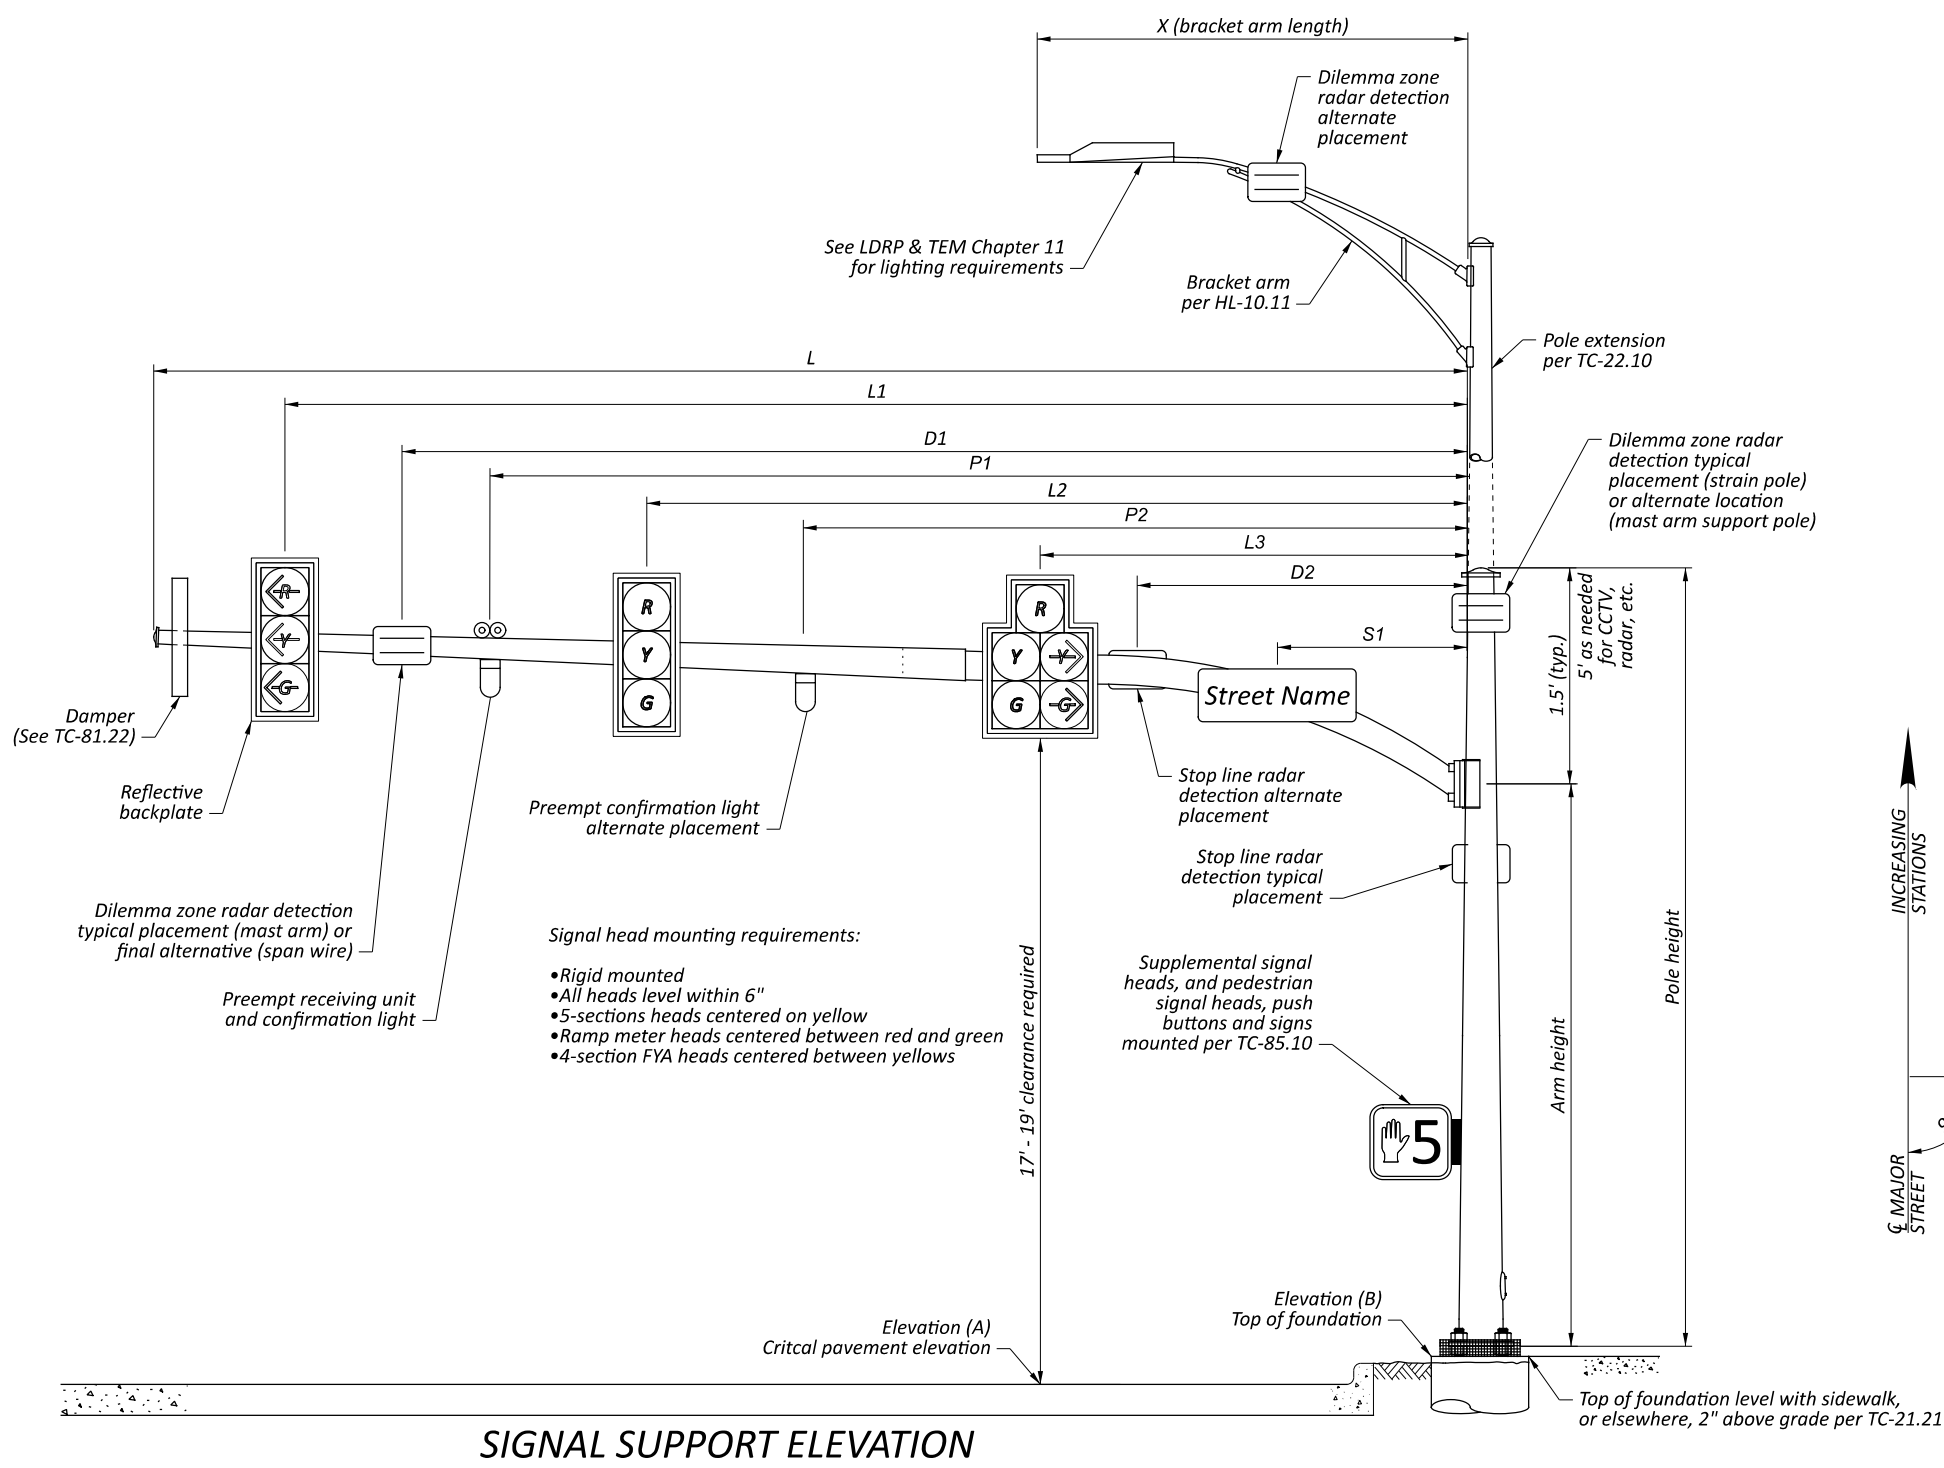 X (bracket arm length)
Dilemma zone
radar detection
alternate
placement
See LDRP & TEM Chapter 11
for lighting requirements
Bracket arm
per HL-10.11
Pole extension
per TC-22.10
L
L1
D1
P1
L2
P2
L3
D2
S1
Dilemma zone radar
detection typical
placement (strain pole)
or alternate location
(mast arm support pole)
1.5' (typ.)
5' as needed
for CCTV,
radar, etc.
R
Y
G
R
Y
G
R
Y
Y
G
G
Street Name
Damper
(See TC-81.22)
Reflective
backplate
Preempt confirmation light
alternate placement
Stop line radar
detection alternate
placement
Stop line radar
detection typical
placement
Dilemma zone radar detection
typical placement (mast arm) or
final alternative (span wire)
Preempt receiving unit
and confirmation light
Signal head mounting requirements:
•Rigid mounted
•All heads level within 6"
•5-sections heads centered on yellow
•Ramp meter heads centered between red and green
•4-section FYA heads centered between yellows
17' - 19' clearance required
Supplemental signal
heads, and pedestrian
signal heads, push
buttons and signs
mounted per TC-85.10
5
Arm height
Pole height
INCREASING
STATIONS
℄ MAJOR
STREET
Elevation (B)
Top of foundation
Elevation (A)
Critcal pavement elevation
Top of foundation level with sidewalk,
or elsewhere, 2" above grade per TC-21.21
SIGNAL SUPPORT ELEVATION